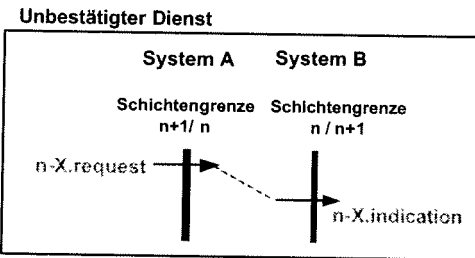 Unbestätigter Dienst
System A System B
Schichtengrenze Schichtengrenze
n+1/ n n / n+1
n-X.request
n-X.indication